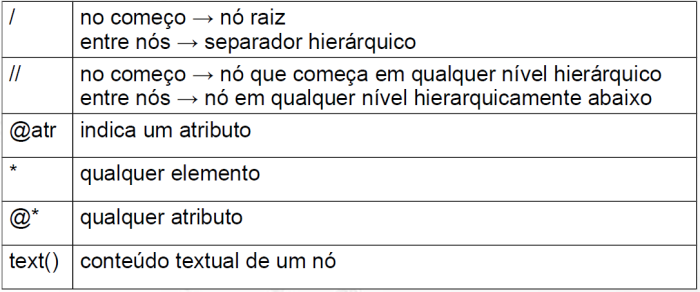 / no começo → nó raiz
entre nós → separador hierárquico
// no começo → nó que começa em qualquer nível hierárquico
entre nós → nó em qualquer nível hierarquicamente abaixo
@atr indica um atributo
* qualquer elemento
@* qualquer atributo
text() conteúdo textual de um nó